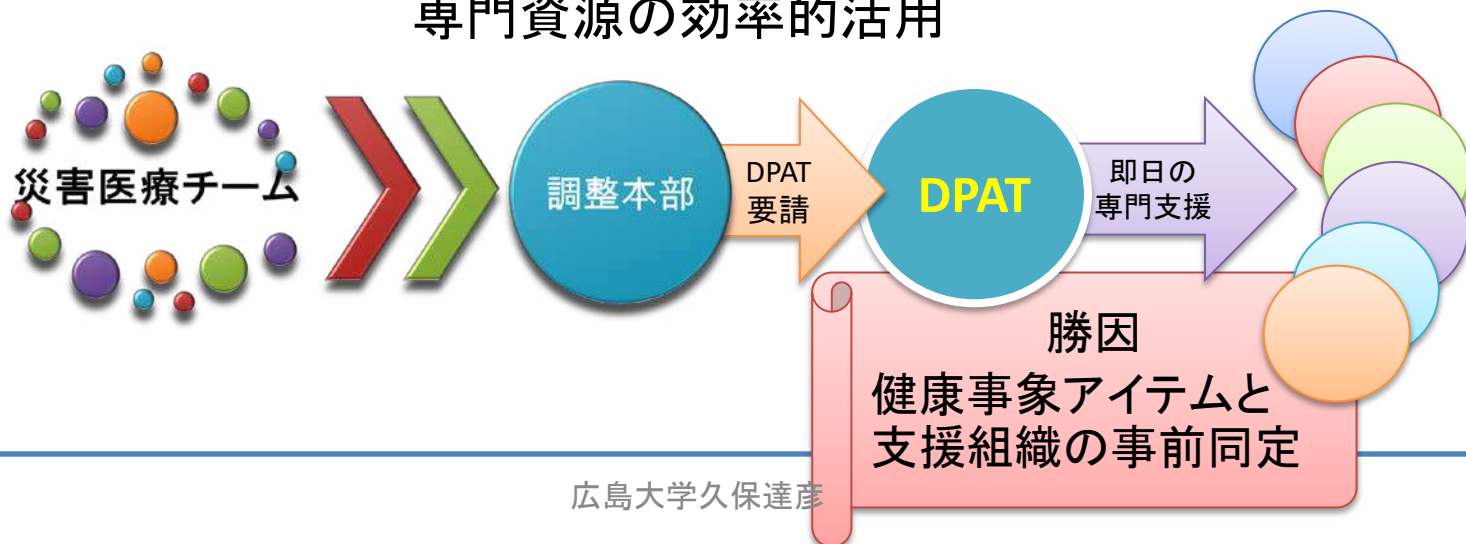 専門資源の効率的活用
災害医療チーム
調整本部
DPAT
要請
DPAT
即日の
専門支援
勝因
健康事象アイテムと
支援組織の事前同定
広島大学久保達彦